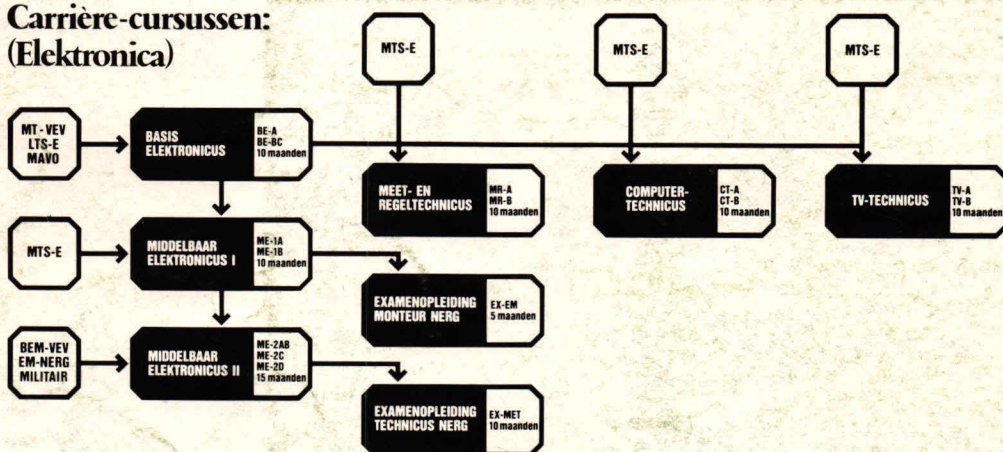 Carrière-cursussen:
(Elektronica)
MTS-E
MTS-E
MTS-E
MT-VEV
LTS-E
MAVO
BASIS
ELEKTRONICUS
BE-A
BE-BC
10 maanden
MEET- EN
REGELTECHNICUS
MR-A
MR-B
10 maanden
COMPUTER-
TECHNICUS
CT-A
CT-B
10 maanden
TV-TECHNICUS
TV-A
TV-B
10 maanden
MTS-E
MIDDELBAAR
ELEKTRONICUS I
ME-1A
ME-1B
10 maanden
EXAMENOPLEIDING
MONTEUR NERG
EX-EM
5 maanden
BEM-VEV
EM-NERG
MILITAIR
MIDDELBAAR
ELEKTRONICUS II
ME-2AB
ME-2C
ME-2D
15 maanden
EXAMENOPLEIDING
TECHNICUS NERG
EX-MET
10 maanden